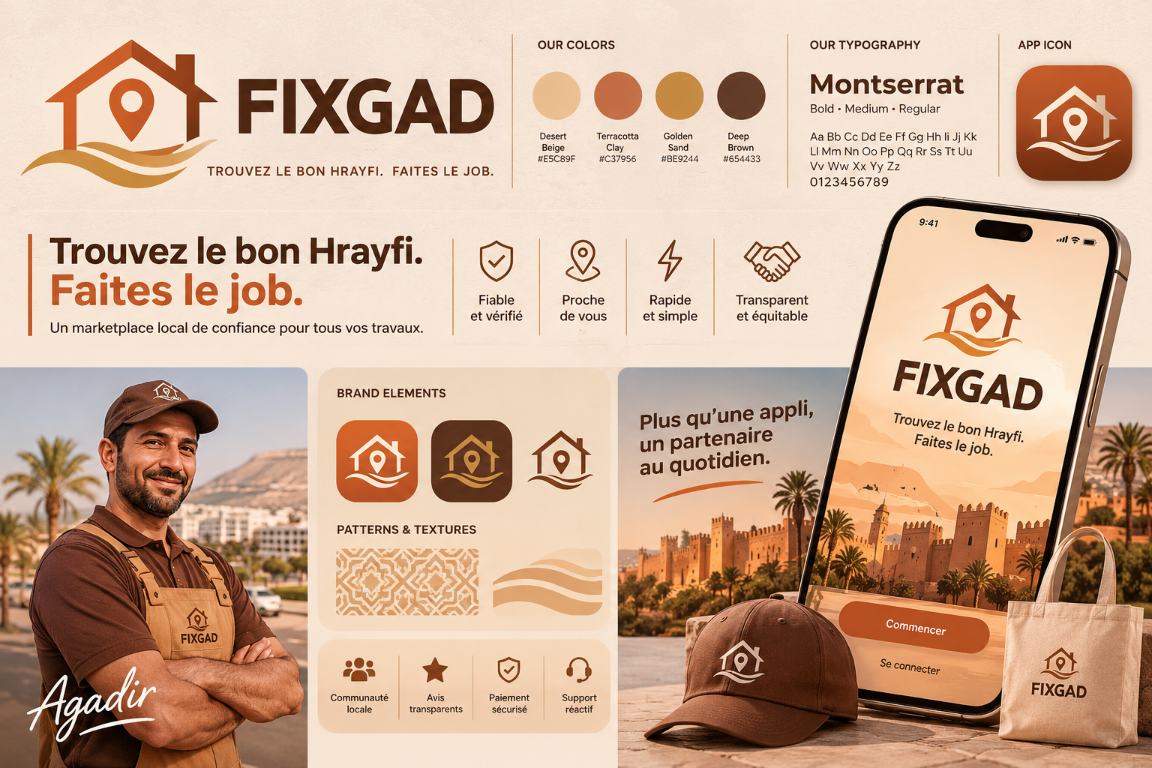 FIXGAD
TROUVEZ LE BON HRAYFI. FAITES LE JOB.
OUR COLORS
Desert
Beige
#E5C89F
Terracotta
Clay
#C37956
Golden
Sand
#BE9244
Deep
Brown
#654433
OUR TYPOGRAPHY
Montserrat
Bold • Medium • Regular
Aa Bb Cc Dd Ee Ff Gg Hh Ii Jj Kk
Ll Mm Nn Oo Pp Qq Rr Ss Tt Uu
Vv Ww Xx Yy Zz
0123456789
APP ICON
Trouvez le bon Hrayfi.
Faites le job.
Un marketplace local de confiance pour tous vos travaux.
Fiable
et vérifié
Proche
de vous
Rapide
et simple
Transparent
et équitable
FIXGAD
Agadir
BRAND ELEMENTS
PATTERNS & TEXTURES
Communauté
locale
Avis
transparents
Paiement
sécurisé
Support
réactif
Plus qu'une appli,
un partenaire
au quotidien.
9:41
FIXGAD
Trouvez le bon Hrayfi.
Faites le job.
Commencer
Se connecter
FIXGAD